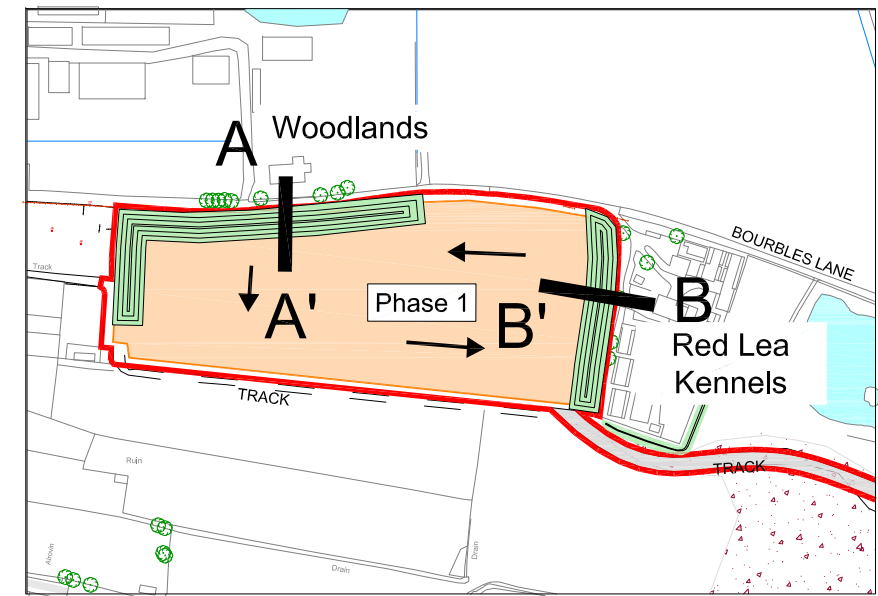 A
Woodlands
BOURBLES LANE
Track
A'
Phase 1
B'
B
Red Lea
Kennels
TRACK
TRACK
Ruin
Drain
Drain